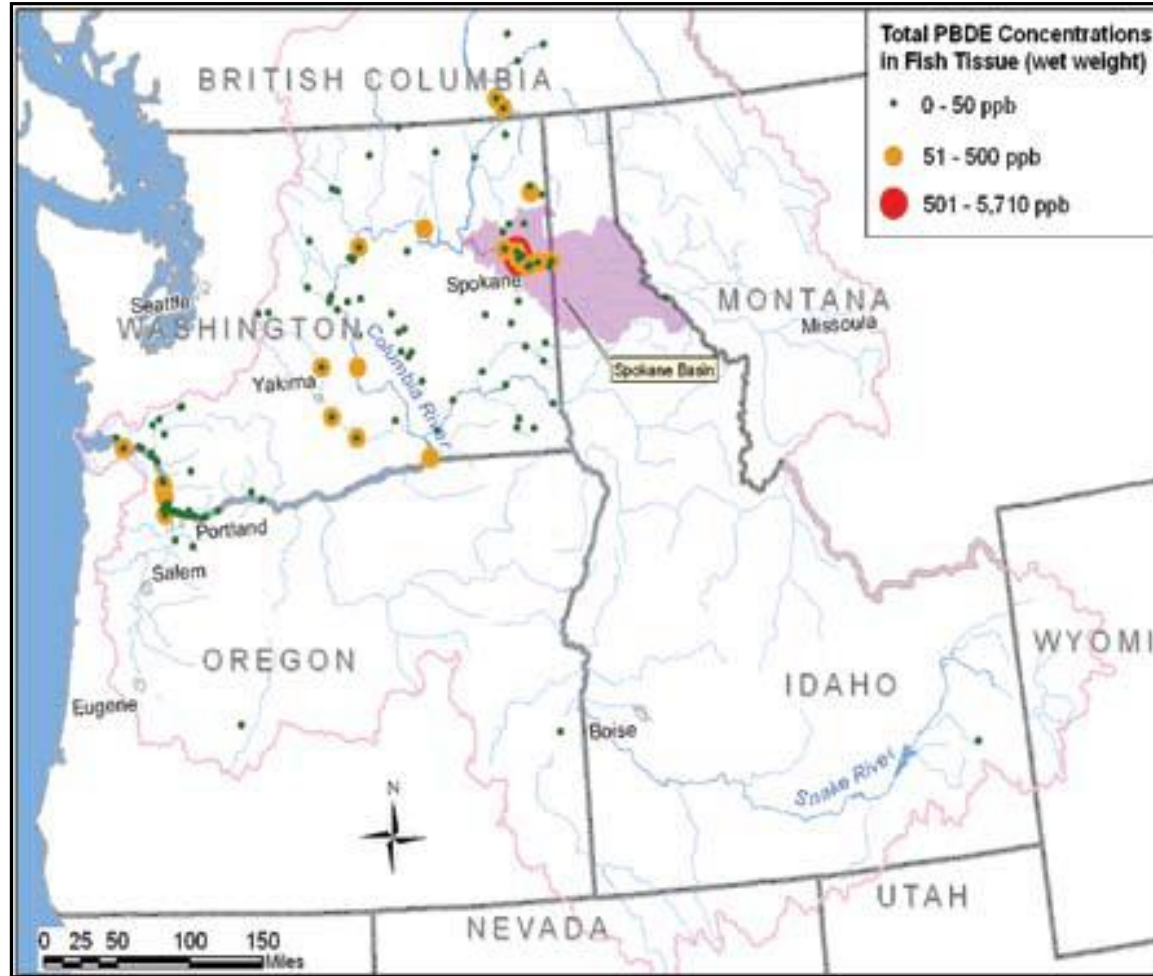 Total PBDE Concentrations
in Fish Tissue (wet weight)
0 - 50 ppb
51 - 500 ppb
501 - 5,710 ppb
BRITISH COLUMBIA
Spokane
Seattle
WASHINGTON
MONTANA
Missoula
Columbia River
Spokane Basin
Yakima
Portland
Salem
OREGON
WYOMI
IDAHO
Eugene
Boise
Snake River
N
UTAH
NEVADA
0 25 50 100 150
Miles